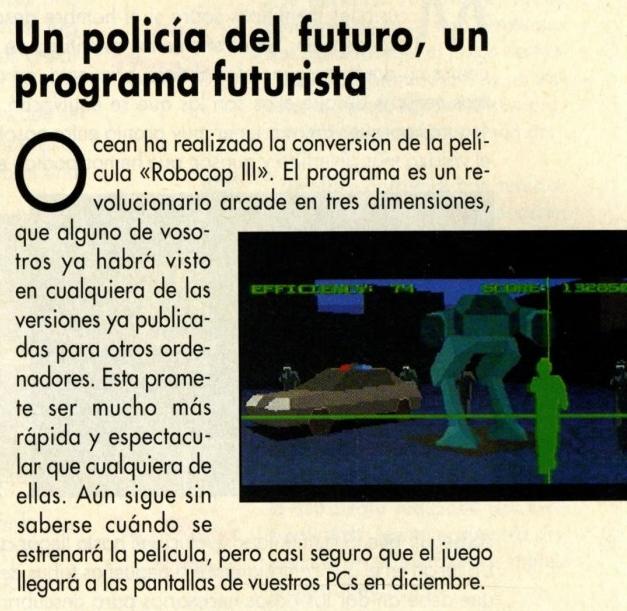 Un policía del futuro, un
programa futurista
Ocean ha realizado la conversión de la pelí-
cula «Robocop III». El programa es un re-
volucionario arcade en tres dimensiones,
que alguno de voso-
tros ya habrá visto
en cualquiera de las
versiones ya publica-
das para otros orde-
nadores. Esta prome-
te ser mucho más
rápida y espectacu-
lar que cualquiera de
ellas. Aún sigue sin
saberse cuándo se
estrenará la película, pero casi seguro que el juego
llegará a las pantallas de vuestros PCs en diciembre.
EFFICIENCY: 74 SCORE: 132850